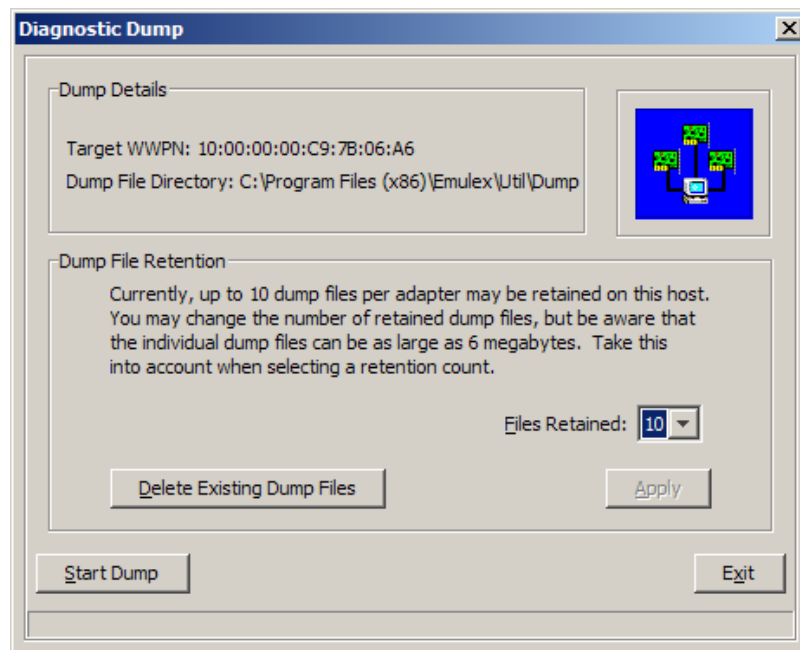 Diagnostic Dump
Dump Details
Target WWPN: 10:00:00:00:C9:7B:06:A6
Dump File Directory: C:\Program Files (x86)\Emulex\Util\Dump
Dump File Retention
Currently, up to 10 dump files per adapter may be retained on this host.
You may change the number of retained dump files, but be aware that
the individual dump files can be as large as 6 megabytes. Take this
into account when selecting a retention count.
Files Retained: 10
Delete Existing Dump Files
Apply
Start Dump
Exit